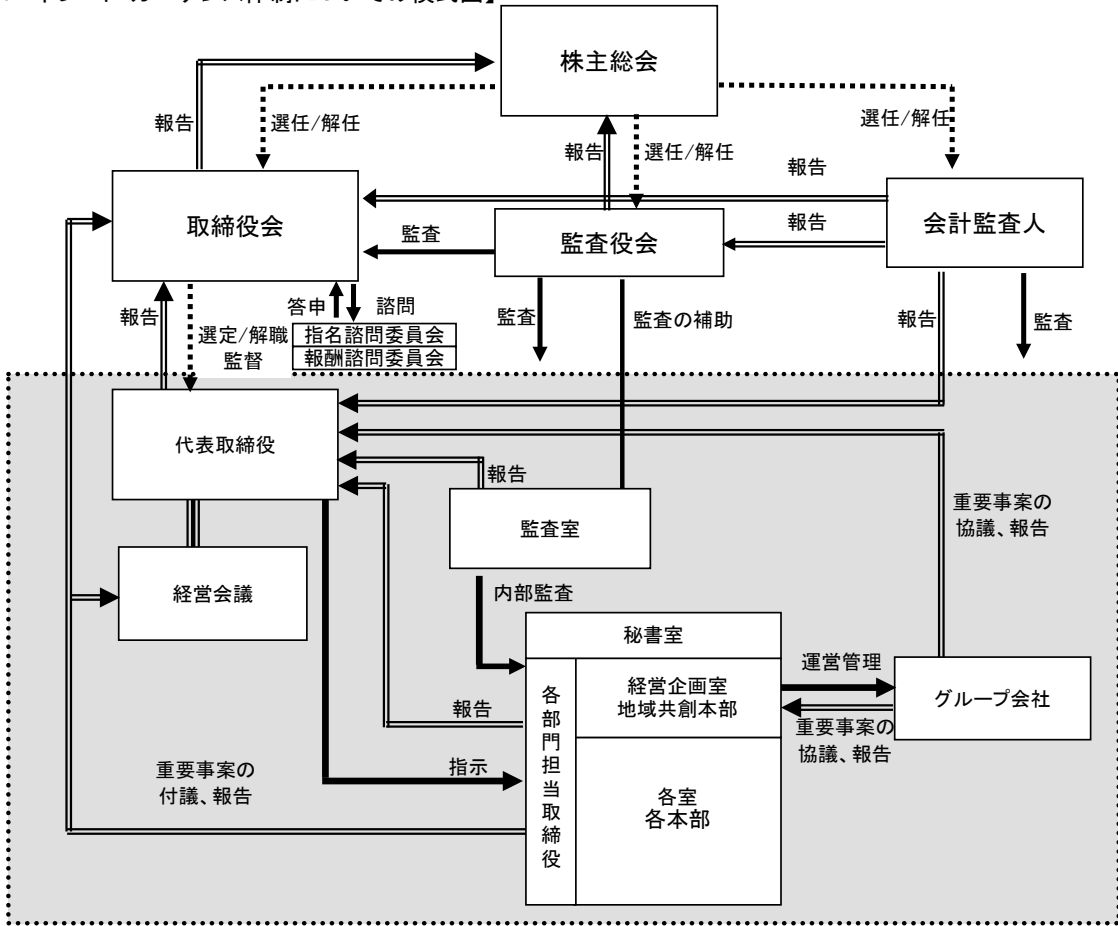 株主総会
報告
選任/解任
報告
選任/解任
選任/解任
報告
取締役会
監査役会
会計監査人
監査
報告
答申
諮問
報告
選定/解職
監督
指名諮問委員会
報酬諮問委員会
監査
監査の補助
報告
監査
代表取締役
報告
監査室
重要事案の
協議、報告
経営会議
内部監査
秘書室
各部門担当取締役
経営企画室
地域共創本部
運営管理
グループ会社
報告
重要事案の
協議、報告
指示
重要事案の
付議、報告
各室
各本部